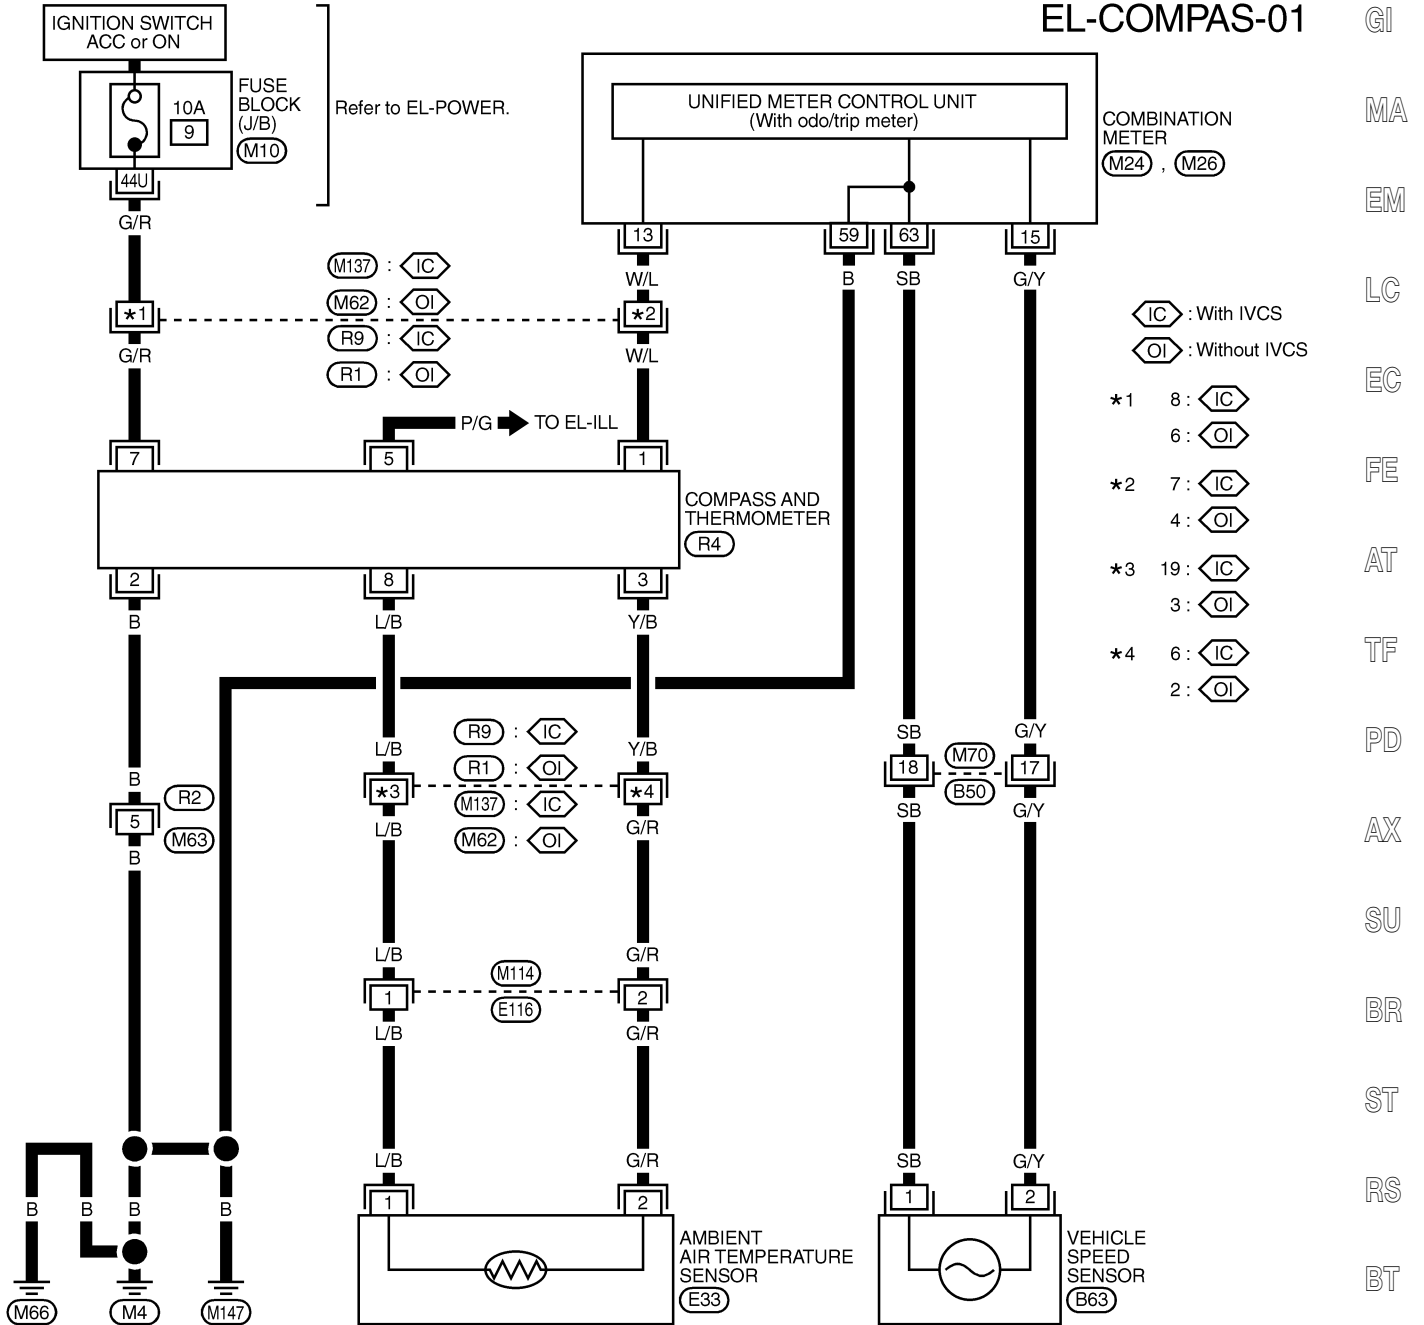 EL-COMPAS-01
IGNITION SWITCH
ACC or ON
FUSE
BLOCK
(J/B)
M10
10A
9
44U
Refer to EL-POWER.
G/R
UNIFIED METER CONTROL UNIT
(With odo/trip meter)
COMBINATION
METER
M24 , M26
13
59
63
15
W/L
B
SB
G/Y
M137 : IC
M62 : OI
R9 : IC
R1 : OI
*1
*2
G/R
W/L
IC : With IVCS
OI : Without IVCS
*1 8 : IC
6 : OI
*2 7 : IC
4 : OI
*3 19 : IC
3 : OI
*4 6 : IC
2 : OI
P/G
TO EL-ILL
7
5
1
COMPASS AND
THERMOMETER
R4
2
8
3
B
L/B
Y/B
L/B
Y/B
SB
G/Y
R9 : IC
R1 : OI
M137 : IC
M62 : OI
*3
*4
18
17
M70
B50
B
5
B
R2
M63
L/B
G/R
SB
G/Y
L/B
G/R
1
2
M114
E116
L/B
G/R
L/B
G/R
SB
G/Y
B
B
B
B
M66
M4
M147
1
2
AMBIENT
AIR TEMPERATURE
SENSOR
E33
1
2
VEHICLE
SPEED
SENSOR
B63
GI
MA
EM
LC
EC
FE
AT
TF
PD
AX
SU
BR
ST
RS
BT